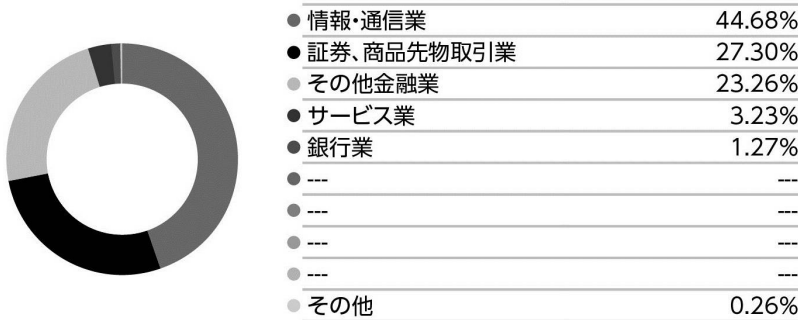 情報・通信業 44.68%
証券、商品先物取引業 27.30%
その他金融業 23.26%
サービス業 3.23%
銀行業 1.27%
--- ---
--- ---
--- ---
--- ---
その他 0.26%